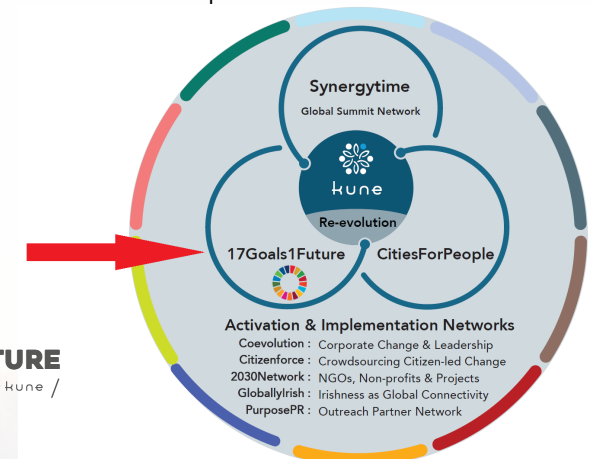 Synergytime
Global Summit Network
kune
Re-evolution
17Goals1Future
CitiesForPeople
Activation & Implementation Networks
Coevolution : Corporate Change & Leadership
Citizenforce : Crowdsourcing Citizen-led Change
2030Network : NGOs, Non-profits & Projects
GloballyIrish : Irishness as Global Connectivity
PurposePR : Outreach Partner Network
TURE
kune /